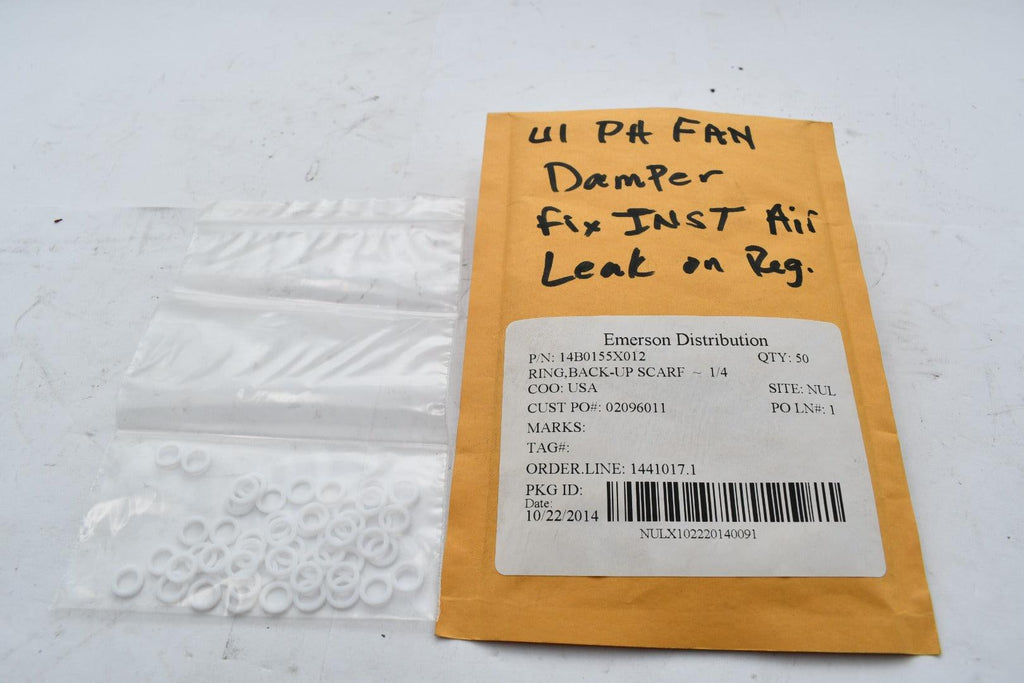 U1 PA FAN
Damper
Fix INST Air
Leak on Reg.
Emerson Distribution
P/N: 14B0155X012 QTY: 50
RING,BACK-UP SCARF ~ 1/4
COO: USA SITE: NUL
CUST PO#: 02096011 PO LN#: 1
MARKS:
TAG#:
ORDER.LINE: 1441017.1
PKG ID:
Date:
10/22/2014
NULX102220140091